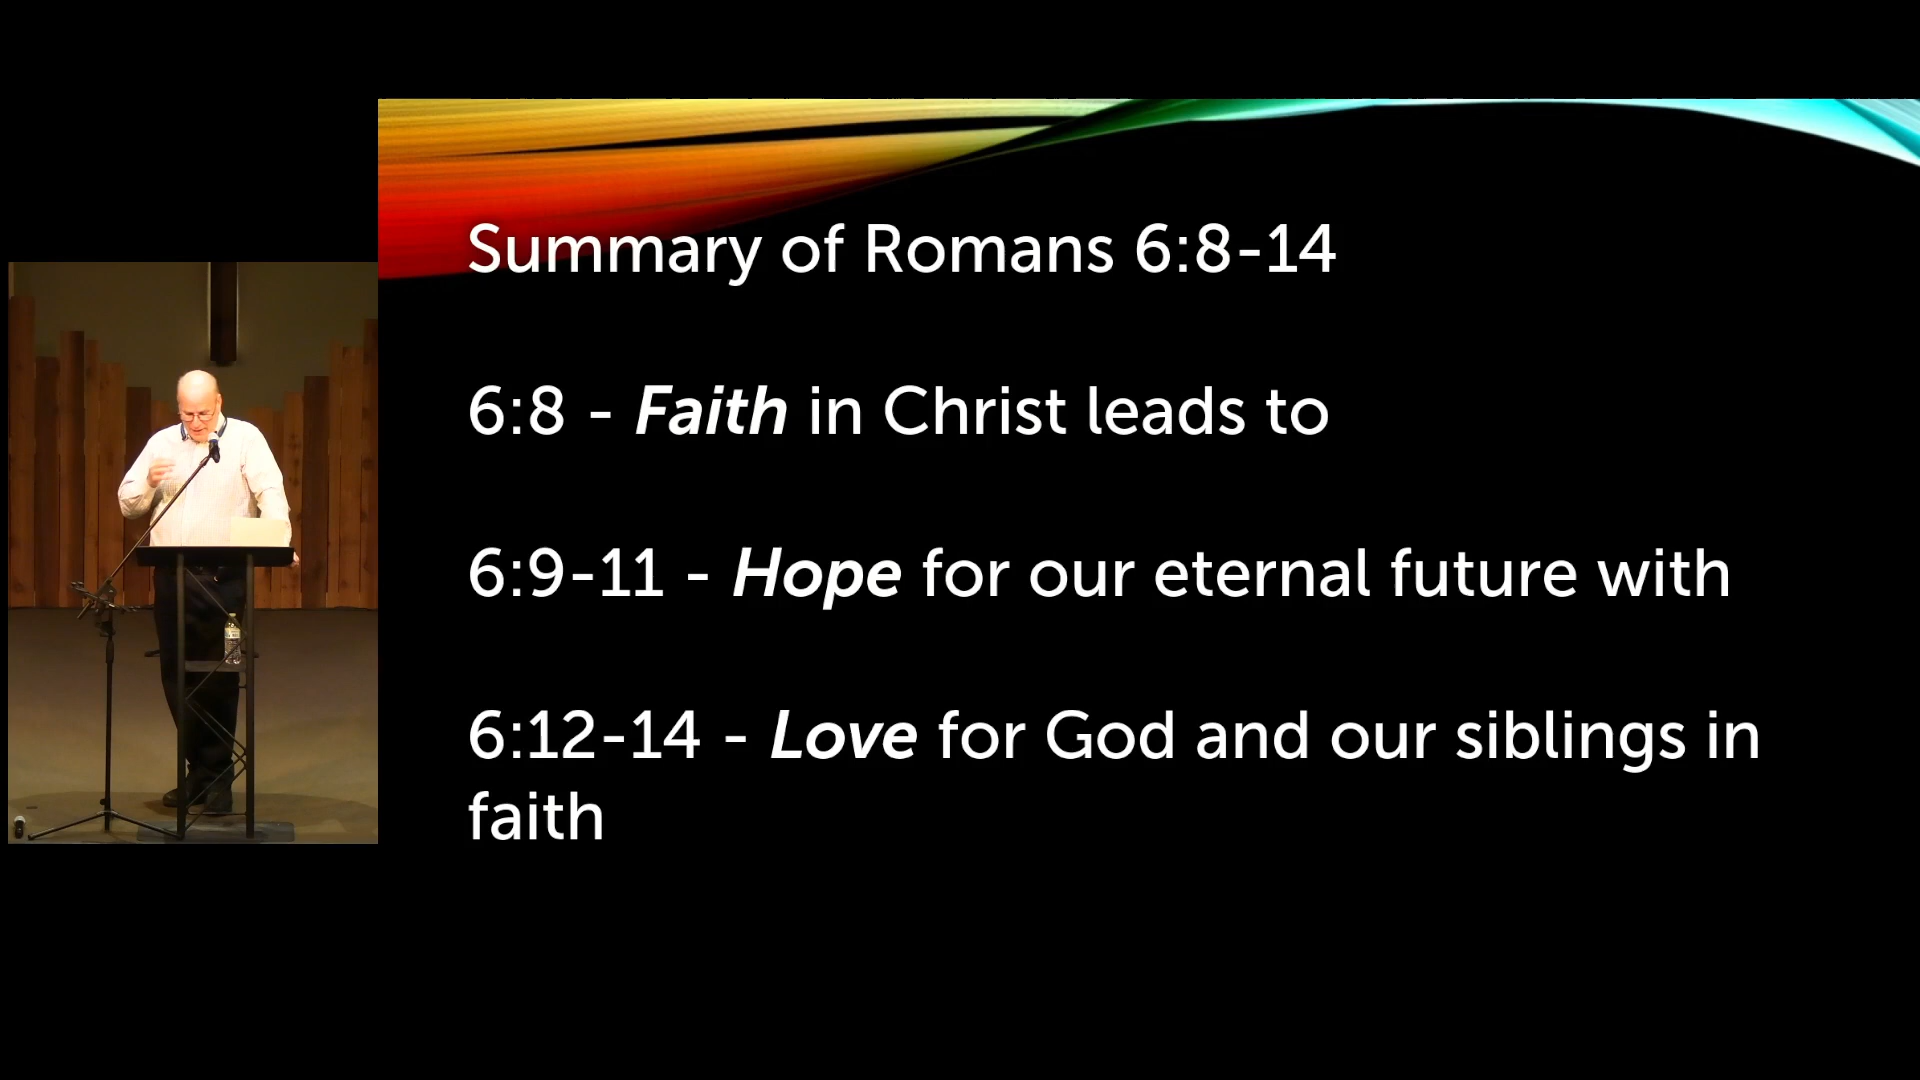 Summary of Romans 6:8-14
6:8 - Faith in Christ leads to
6:9-11 - Hope for our eternal future with
6:12-14 - Love for God and our siblings in
faith